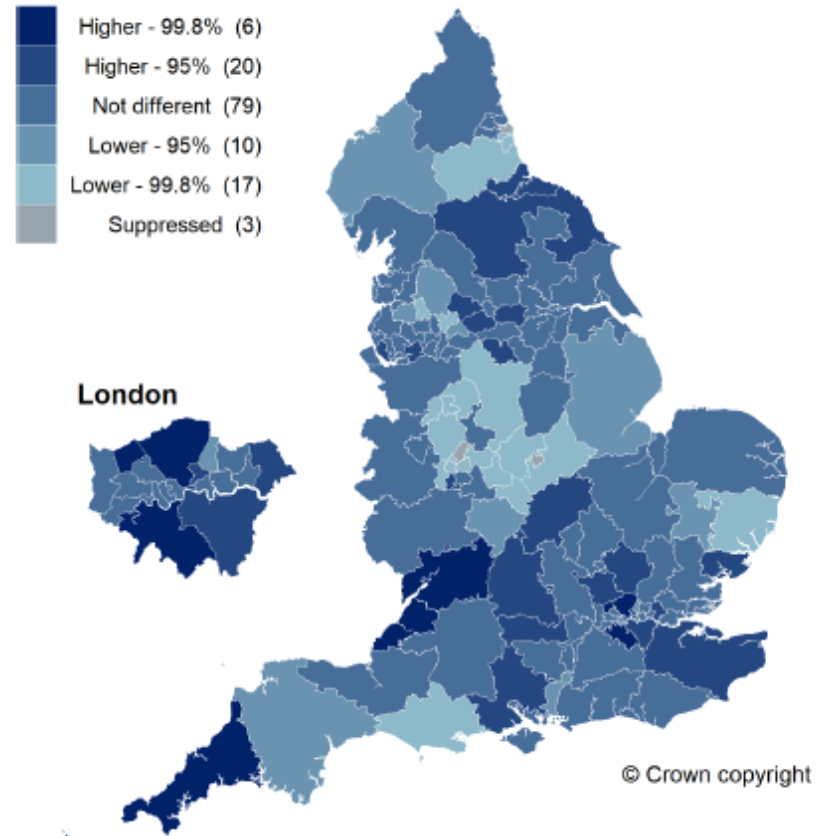 Higher - 99.8% (6)
Higher - 95% (20)
Not different (79)
Lower - 95% (10)
Lower - 99.8% (17)
Suppressed (3)
London
© Crown copyright